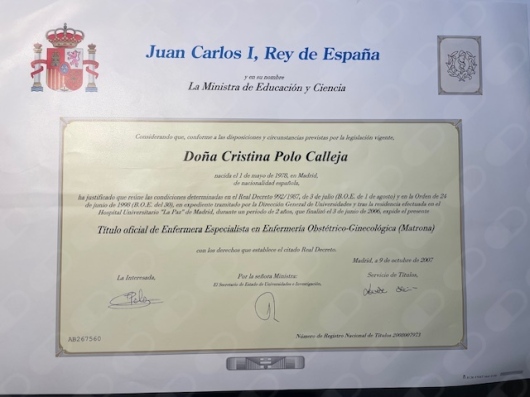 Juan Carlos I, Rey de España
y en su nombre
La Ministra de Educación y Ciencia
Considerando que, conforme a las disposiciones y circunstancias previstas por la legislación vigente,
Doña Cristina Polo Calleja
nacida el 1 de mayo de 1978, en Madrid,
de nacionalidad española,
ha justificado que reúne las condiciones determinadas en el Real Decreto 992/1987, de 3 de julio (B.O.E. de 1 de agosto) y en la Orden de 24
de junio de 1998 (B.O.E. del 30), en expediente tramitado por la Dirección General de Universidades y tras la residencia efectuada en el
Hospital Universitario "La Paz" de Madrid, durante un período de 2 años, que finalizó el 3 de junio de 2006, expide el presente
Título oficial de Enfermera Especialista en Enfermería Obstétrico-Ginecológica (Matrona)
con los derechos que establece el citado Real Decreto.
Madrid, a 9 de octubre de 2007
La Interesada, Por la señora Ministra: Servicio de Títulos,
El Secretario de Estado de Universidades e Investigación,
AB267560
Número de Registro Nacional de Títulos